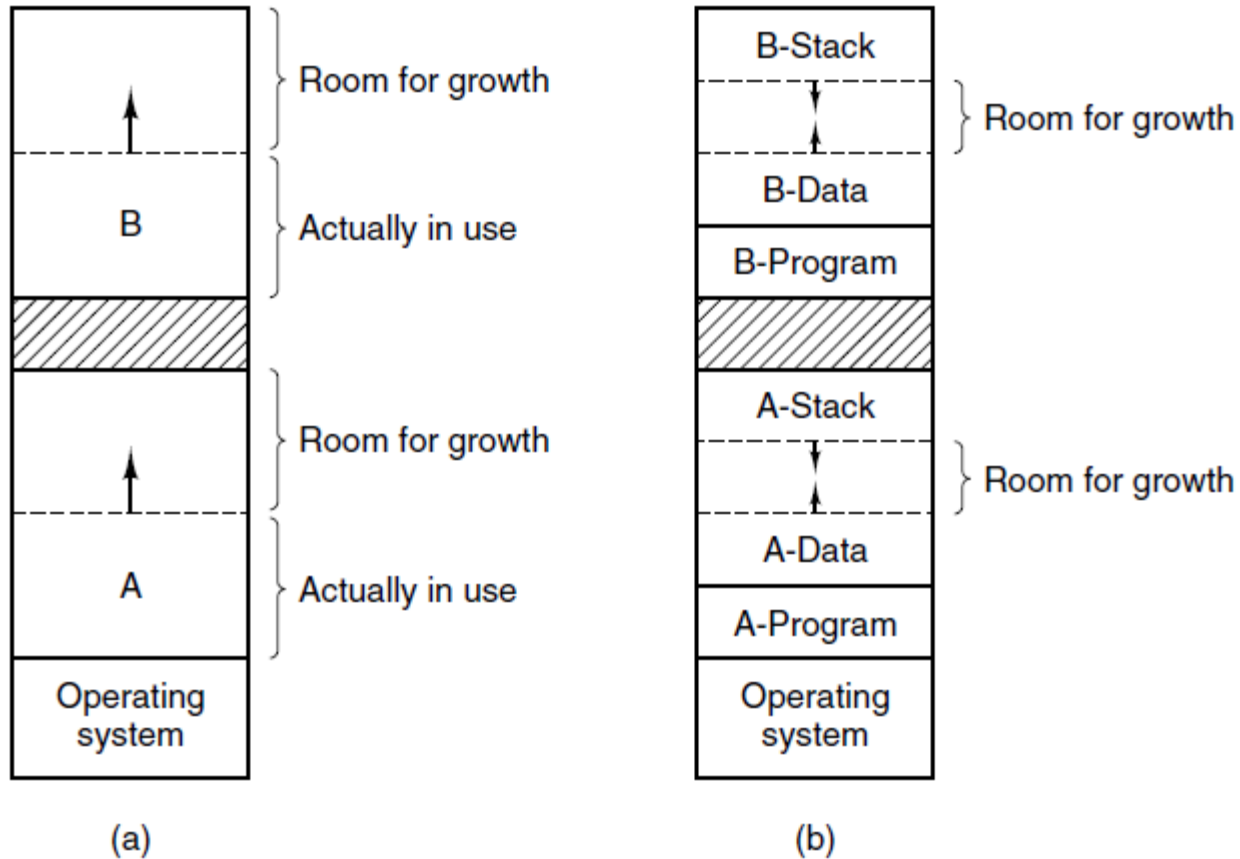 Room for growth
B
Actually in use
Room for growth
A
Actually in use
Operating
system
(a)
B-Stack
Room for growth
B-Data
B-Program
A-Stack
Room for growth
A-Data
A-Program
Operating
system
(b)